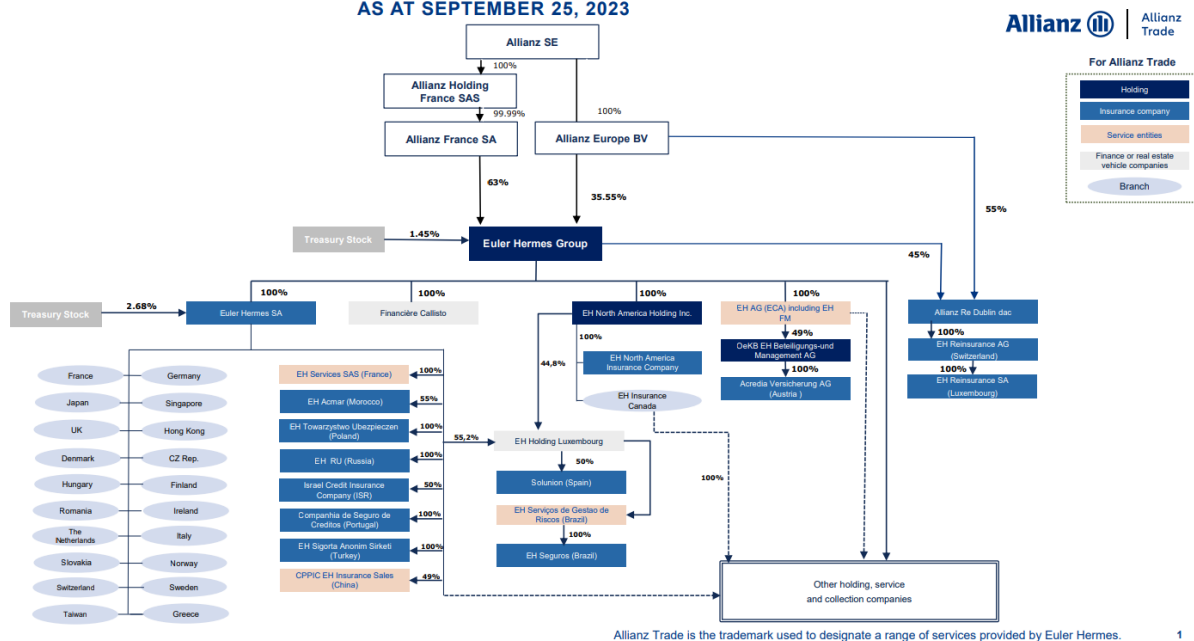 AS AT SEPTEMBER 25, 2023
Allianz
Allianz
Trade
For Allianz Trade
Holding
Insurance company
Service entities
Finance or real estate
vehicle companies
Branch
Allianz SE
100%
Allianz Holding
France SAS
99.99%
100%
Allianz France SA
Allianz Europe BV
63%
35.55%
55%
Treasury Stock
1.45%
Euler Hermes Group
45%
100%
100%
100%
100%
Treasury Stock
2.68%
Euler Hermes SA
Financière Callisto
EH North America Holding Inc.
EH AG (ECA) including EH
FM
Allianz Re Dublin dac
100%
49%
100%
44,8%
EH North America
Insurance Company
DeKB EH Beteiligungs-und
Management AG
EH Reinsurance AG
(Switzerland)
100%
100%
EH Insurance
Canada
Acredia Versicherung AG
(Austria )
EH Reinsurance SA
(Luxembourg)
France
Germany
Japan
Singapore
UK
Hong Kong
Denmark
CZ Rep.
Hungary
Finland
Romania
Ireland
The
Netherlands
Italy
Slovakia
Norway
Switzerland
Sweden
Taiwan
Greece
EH Services SAS (France)
100%
EH Acmar (Morocco)
55%
EH Towarzystwo Ubezpieczen
(Poland)
100%
EH RU (Russia)
100%
Israel Credit Insurance
Company (ISR)
50%
Companhia de Seguro de
Creditos (Portugal)
100%
EH Sigorta Anonim Sirketi
(Turkey)
100%
CPPIC EH Insurance Sales
(China)
49%
55,2%
EH Holding Luxembourg
50%
Solunion (Spain)
EH Serviços de Gestao de
Riscos (Brazil)
100%
EH Seguros (Brazil)
100%
Other holding, service
and collection companies
Allianz Trade is the trademark used to designate a range of services provided by Euler Hermes.
1